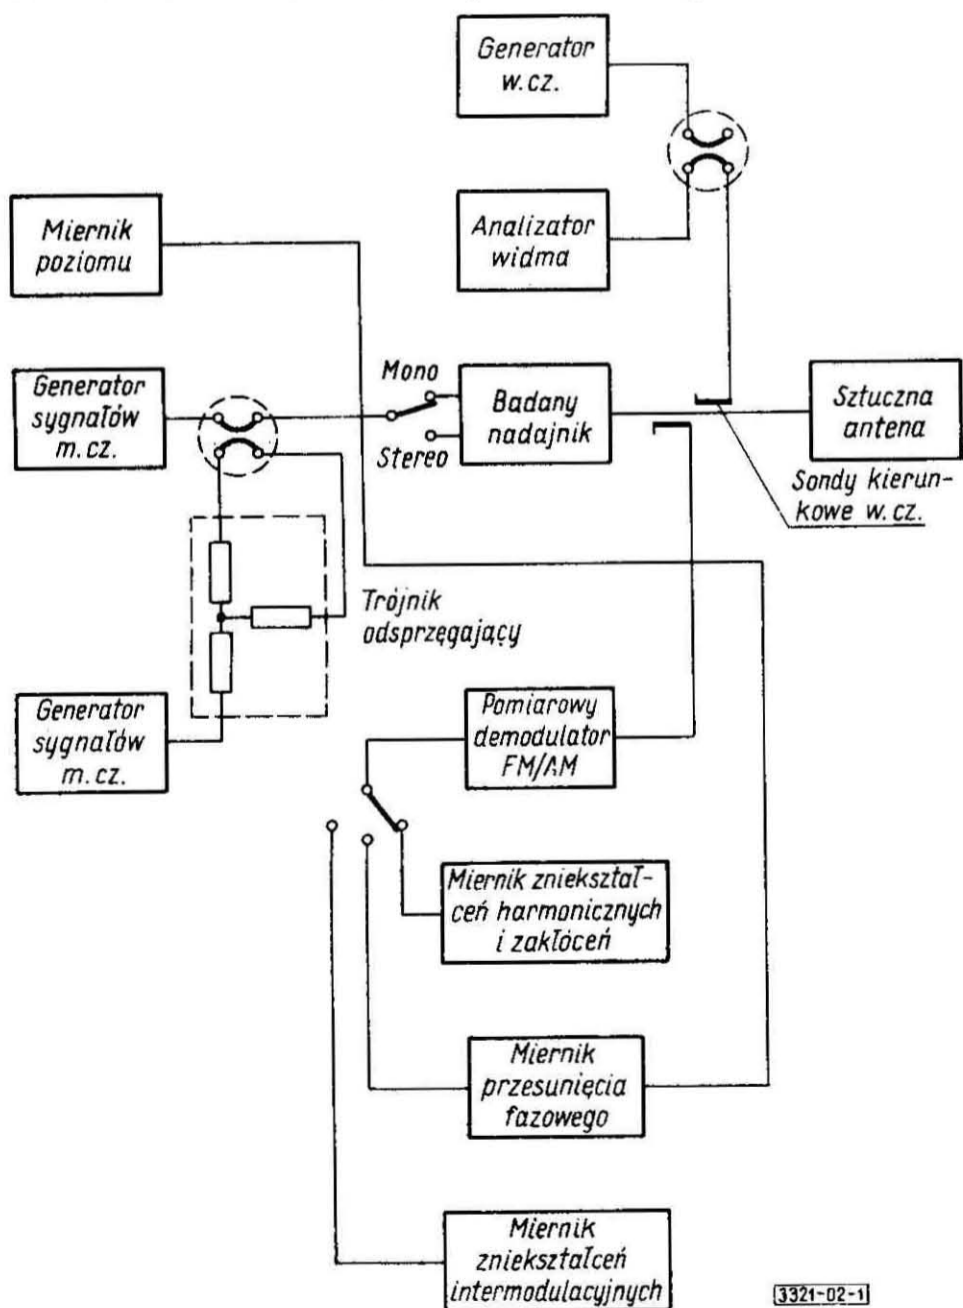 Generator
w.cz.
Analizator
widma
Miernik
poziomu
Generator
sygnałów
m.cz.
Mono
Stereo
Badany
nadajnik
Sztuczna
antena
Sondy kierun-
kowe w.cz.
Trójnik
odsprzęgający
Generator
sygnałów
m.cz.
Pomiarowy
demodulator
FM/AM
Miernik zniekształ-
ceń harmonicznych
i zakłóceń
Miernik
przesunięcia
fazowego
Miernik
zniekształceń
intermodulacyjnych
3321-02-1